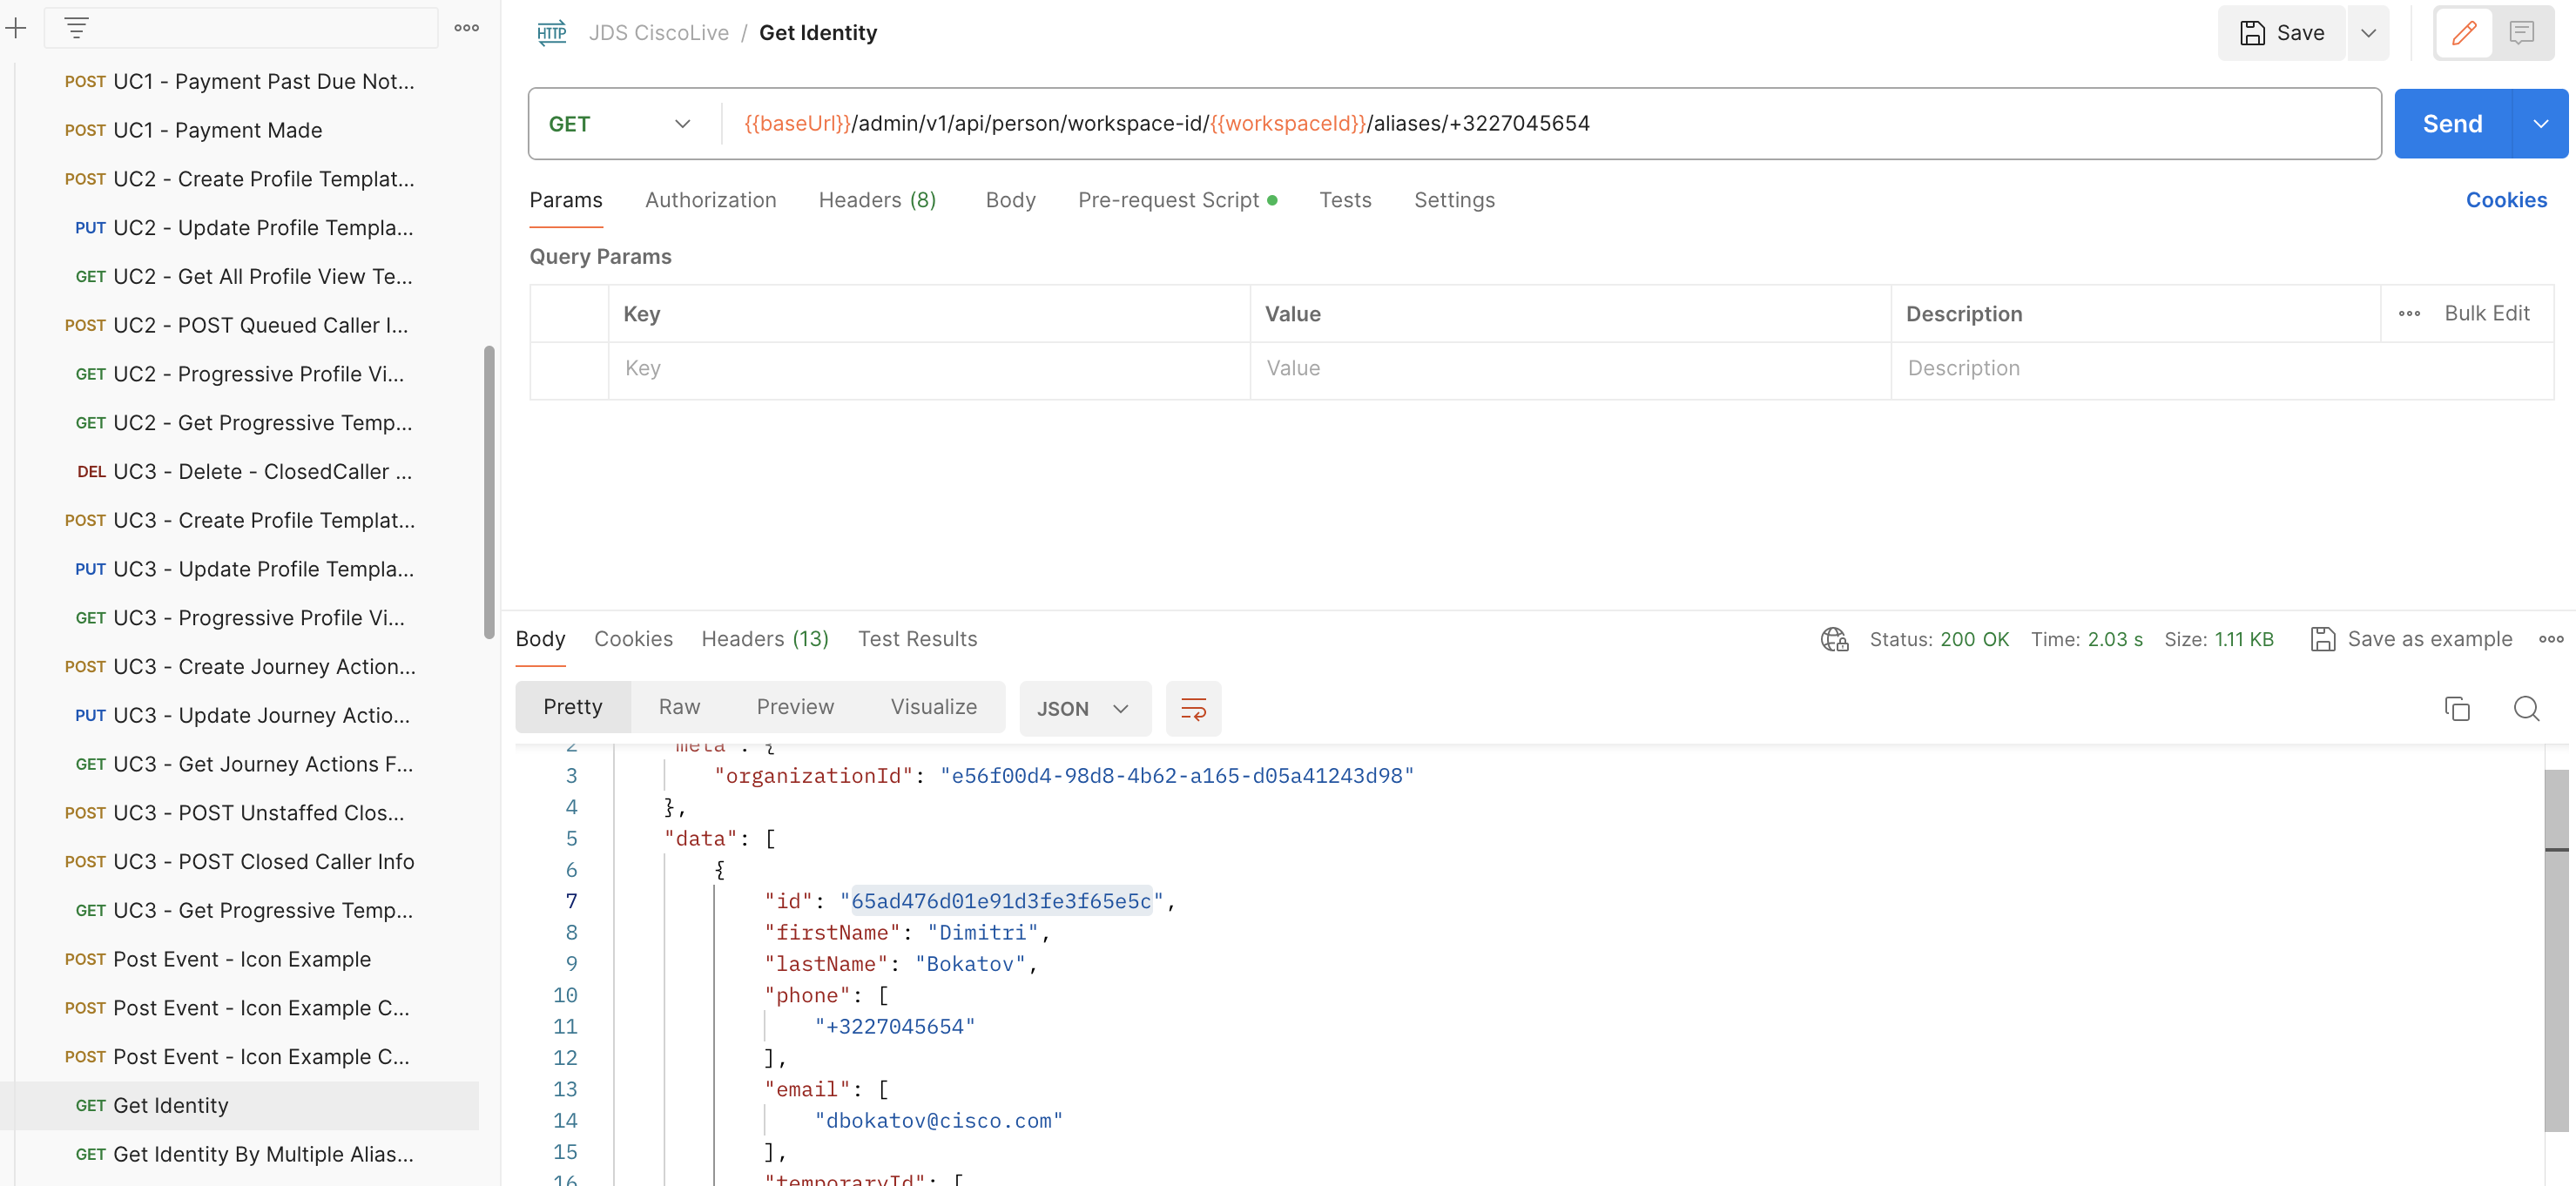 JDS CiscoLive / Get Identity
Save
UC1 - Payment Past Due Not...
POST
POST UC1 - Payment Made
POST UC2 - Create Profile Templat...
PUT UC2 - Update Profile Templa...
GET UC2 - Get All Profile View Te...
POST UC2 - POST Queued Caller I...
GET UC2 - Progressive Profile Vi...
GET UC2 - Get Progressive Temp...
DEL UC3 - Delete - ClosedCaller ...
POST UC3 - Create Profile Templat...
PUT UC3 - Update Profile Templa...
GET UC3 - Progressive Profile Vi...
POST UC3 - Create Journey Action...
PUT UC3 - Update Journey Actio...
GET UC3 - Get Journey Actions F...
POST UC3 - POST Unstaffed Clos...
POST UC3 - POST Closed Caller Info
GET UC3 - Get Progressive Temp...
POST Post Event - Icon Example
POST Post Event - Icon Example C...
POST Post Event - Icon Example C...
GET Get Identity
GET Get Identity By Multiple Alias...
HTTP
GET {{baseUrl}}/admin/v1/api/person/workspace-id/{{workspaceId}}/aliases/+3227045654
Send
Params Authorization Headers (8) Body Pre-request Script Tests Settings Cookies
Query Params
Key Value Description Bulk Edit
Key Value Description
Body Cookies Headers (13) Test Results Status: 200 OK Time: 2.03 s Size: 1.11 KB Save as example
Pretty Raw Preview Visualize JSON
2 "meta": {
3 "organizationId": "e56f00d4-98d8-4b62-a165-d05a41243d98"
4 },
5 "data": [
6 {
7 "id": "65ad476d01e91d3fe3f65e5c",
8 "firstName": "Dimitri",
9 "lastName": "Bokatov",
10 "phone": [
11 "+3227045654"
12 ],
13 "email": [
14 "dbokatov@cisco.com"
15 ],
16 "temporaryId": [